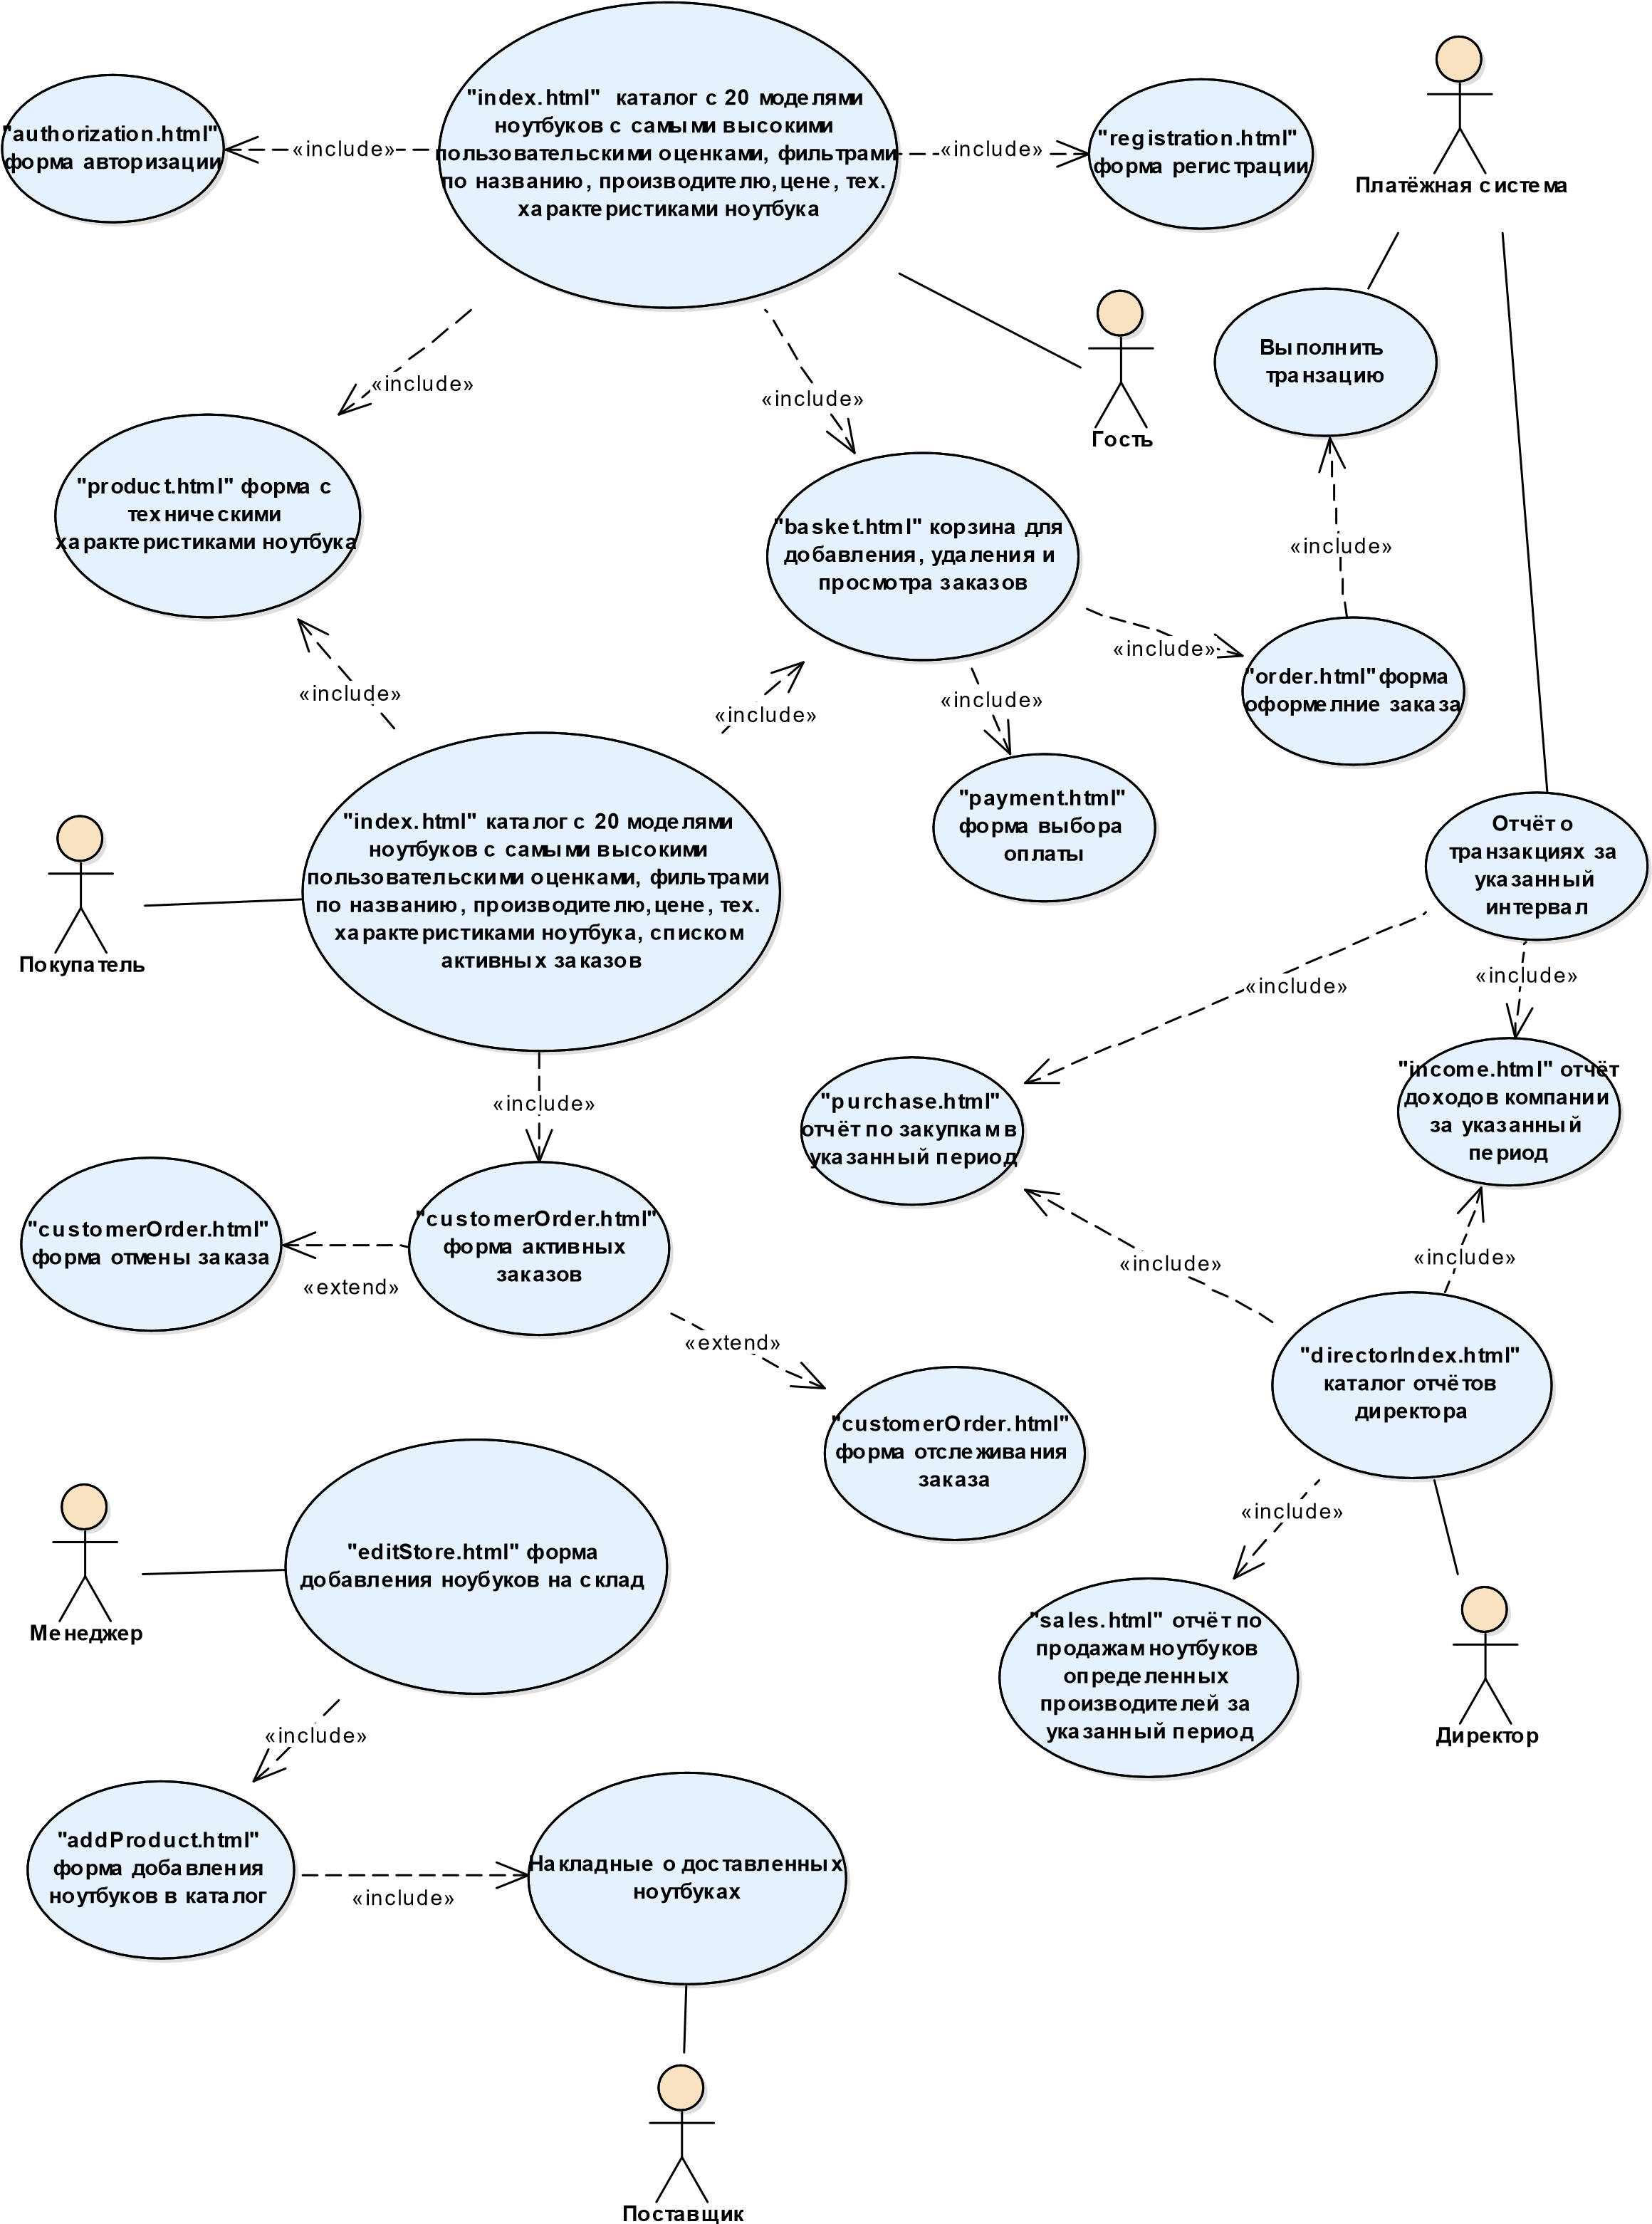 "index.html" каталог с 20 моделями
ноутбуков с самыми высокими
пользовательскими оценками, фильтрами
по названию, производителю,цене, тех.
характеристиками ноутбука
"authorization.html"
форма авторизации
«include»
«include»
"registration.html"
форма регистрации
Платёжная система
«include»
«include»
Гость
Выполнить
транзацию
"product.html" форма с
техническими
характеристиками ноутбука
"basket.html" корзина для
добавления, удаления и
просмотра заказов
«include»
«include»
"order.html"форма
оформелние заказа
«include»
«include»
«include»
"payment.html"
форма выбора
оплаты
"index.html" каталог с 20 моделями
ноутбуков с самыми высокими
пользовательскими оценками, фильтрами
по названию, производителю,цене, тех.
характеристиками ноутбука, списком
активных заказов
Покупатель
Отчёт о
транзакциях за
указанный
интервал
«include»
«include»
"purchase.html"
отчёт по закупкам в
указанный период
"income.html" отчёт
доходов компании
за указанный
период
«include»
"customerOrder.html"
форма отмены заказа
«extend»
"customerOrder.html"
форма активных
заказов
«include»
«include»
«extend»
"directorIndex.html"
каталог отчётов
директора
"customerOrder.html"
форма отслеживания
заказа
«include»
Менеджер
"editStore.html" форма
добавления ноубуков на склад
"sales.html" отчёт по
продажам ноутбуков
определенных
производителей за
указанный период
Директор
«include»
"addProduct.html"
форма добавления
ноутбуков в каталог
«include»
Накладные о доставленных
ноутбуках
Поставщик